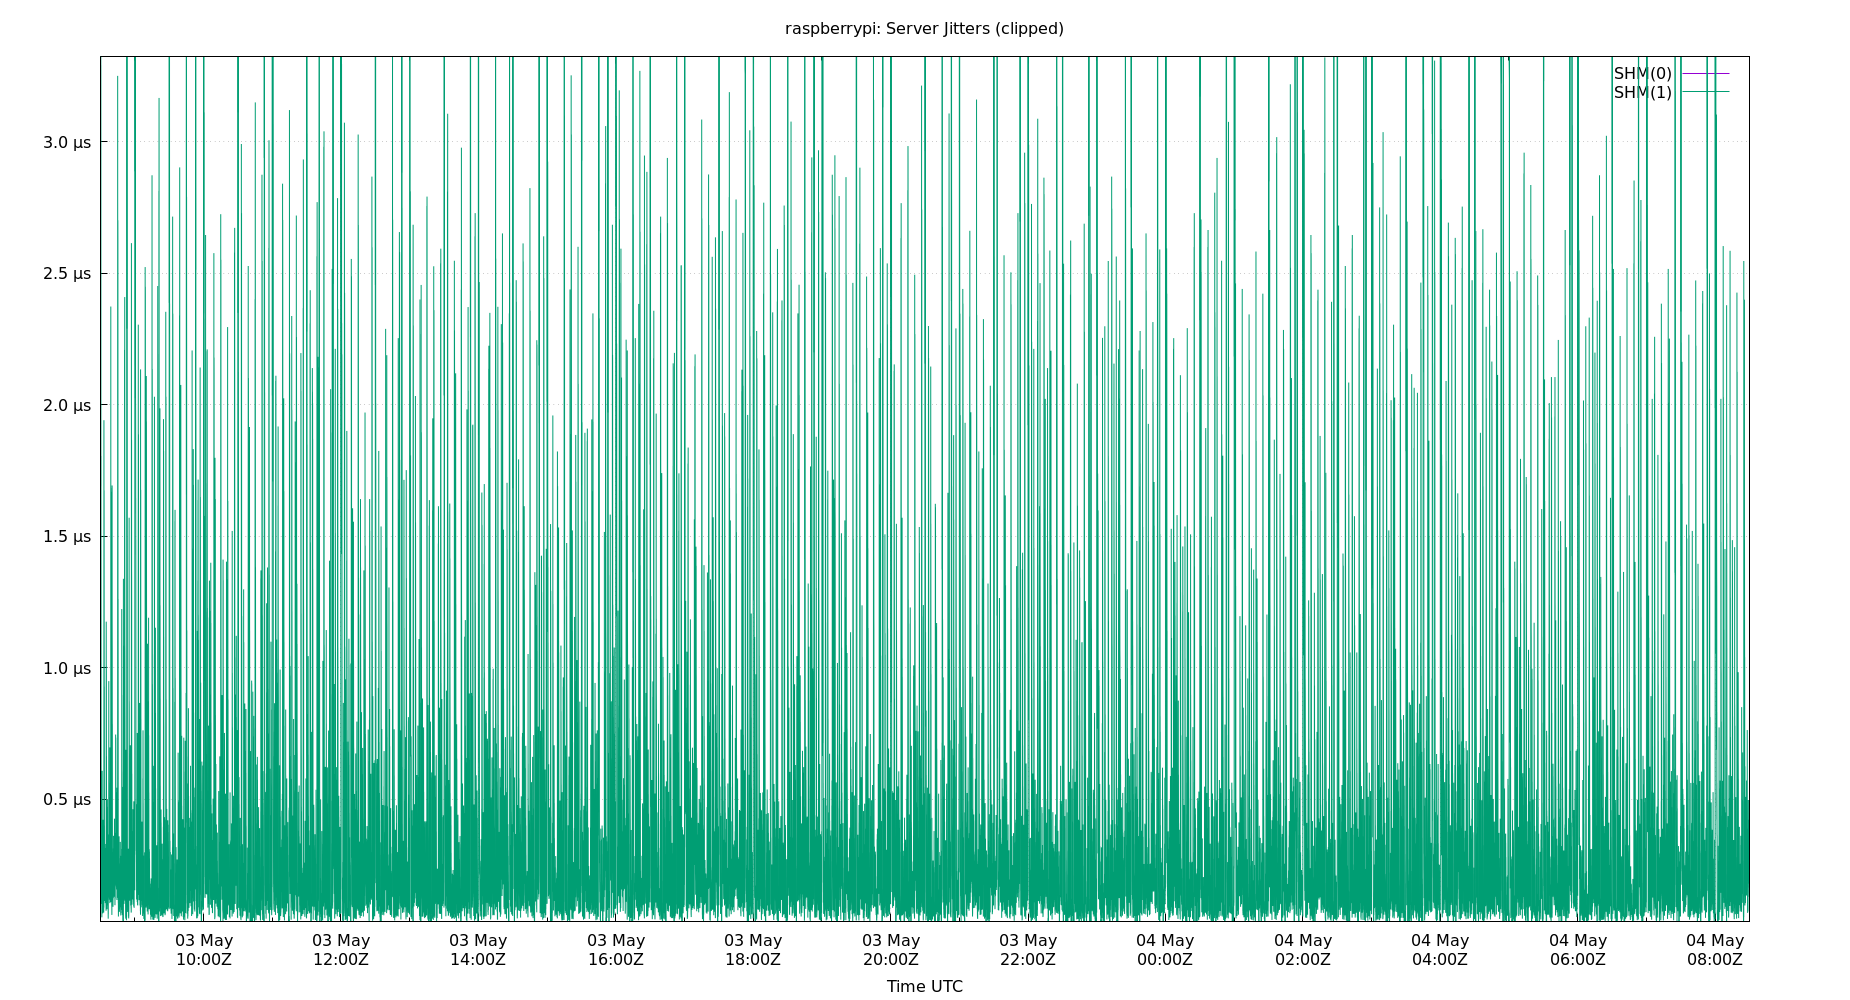 raspberrypi: Server Jitters (clipped)
SHM(0)
SHM(1)
3.0 µs
2.5 µs
2.0 µs
1.5 µs
1.0 µs
0.5 µs
03 May 03 May 03 May 03 May 03 May 03 May 03 May 04 May 04 May 04 May 04 May 04 May
10:00Z 12:00Z 14:00Z 16:00Z 18:00Z 20:00Z 22:00Z 00:00Z 02:00Z 04:00Z 06:00Z 08:00Z
Time UTC